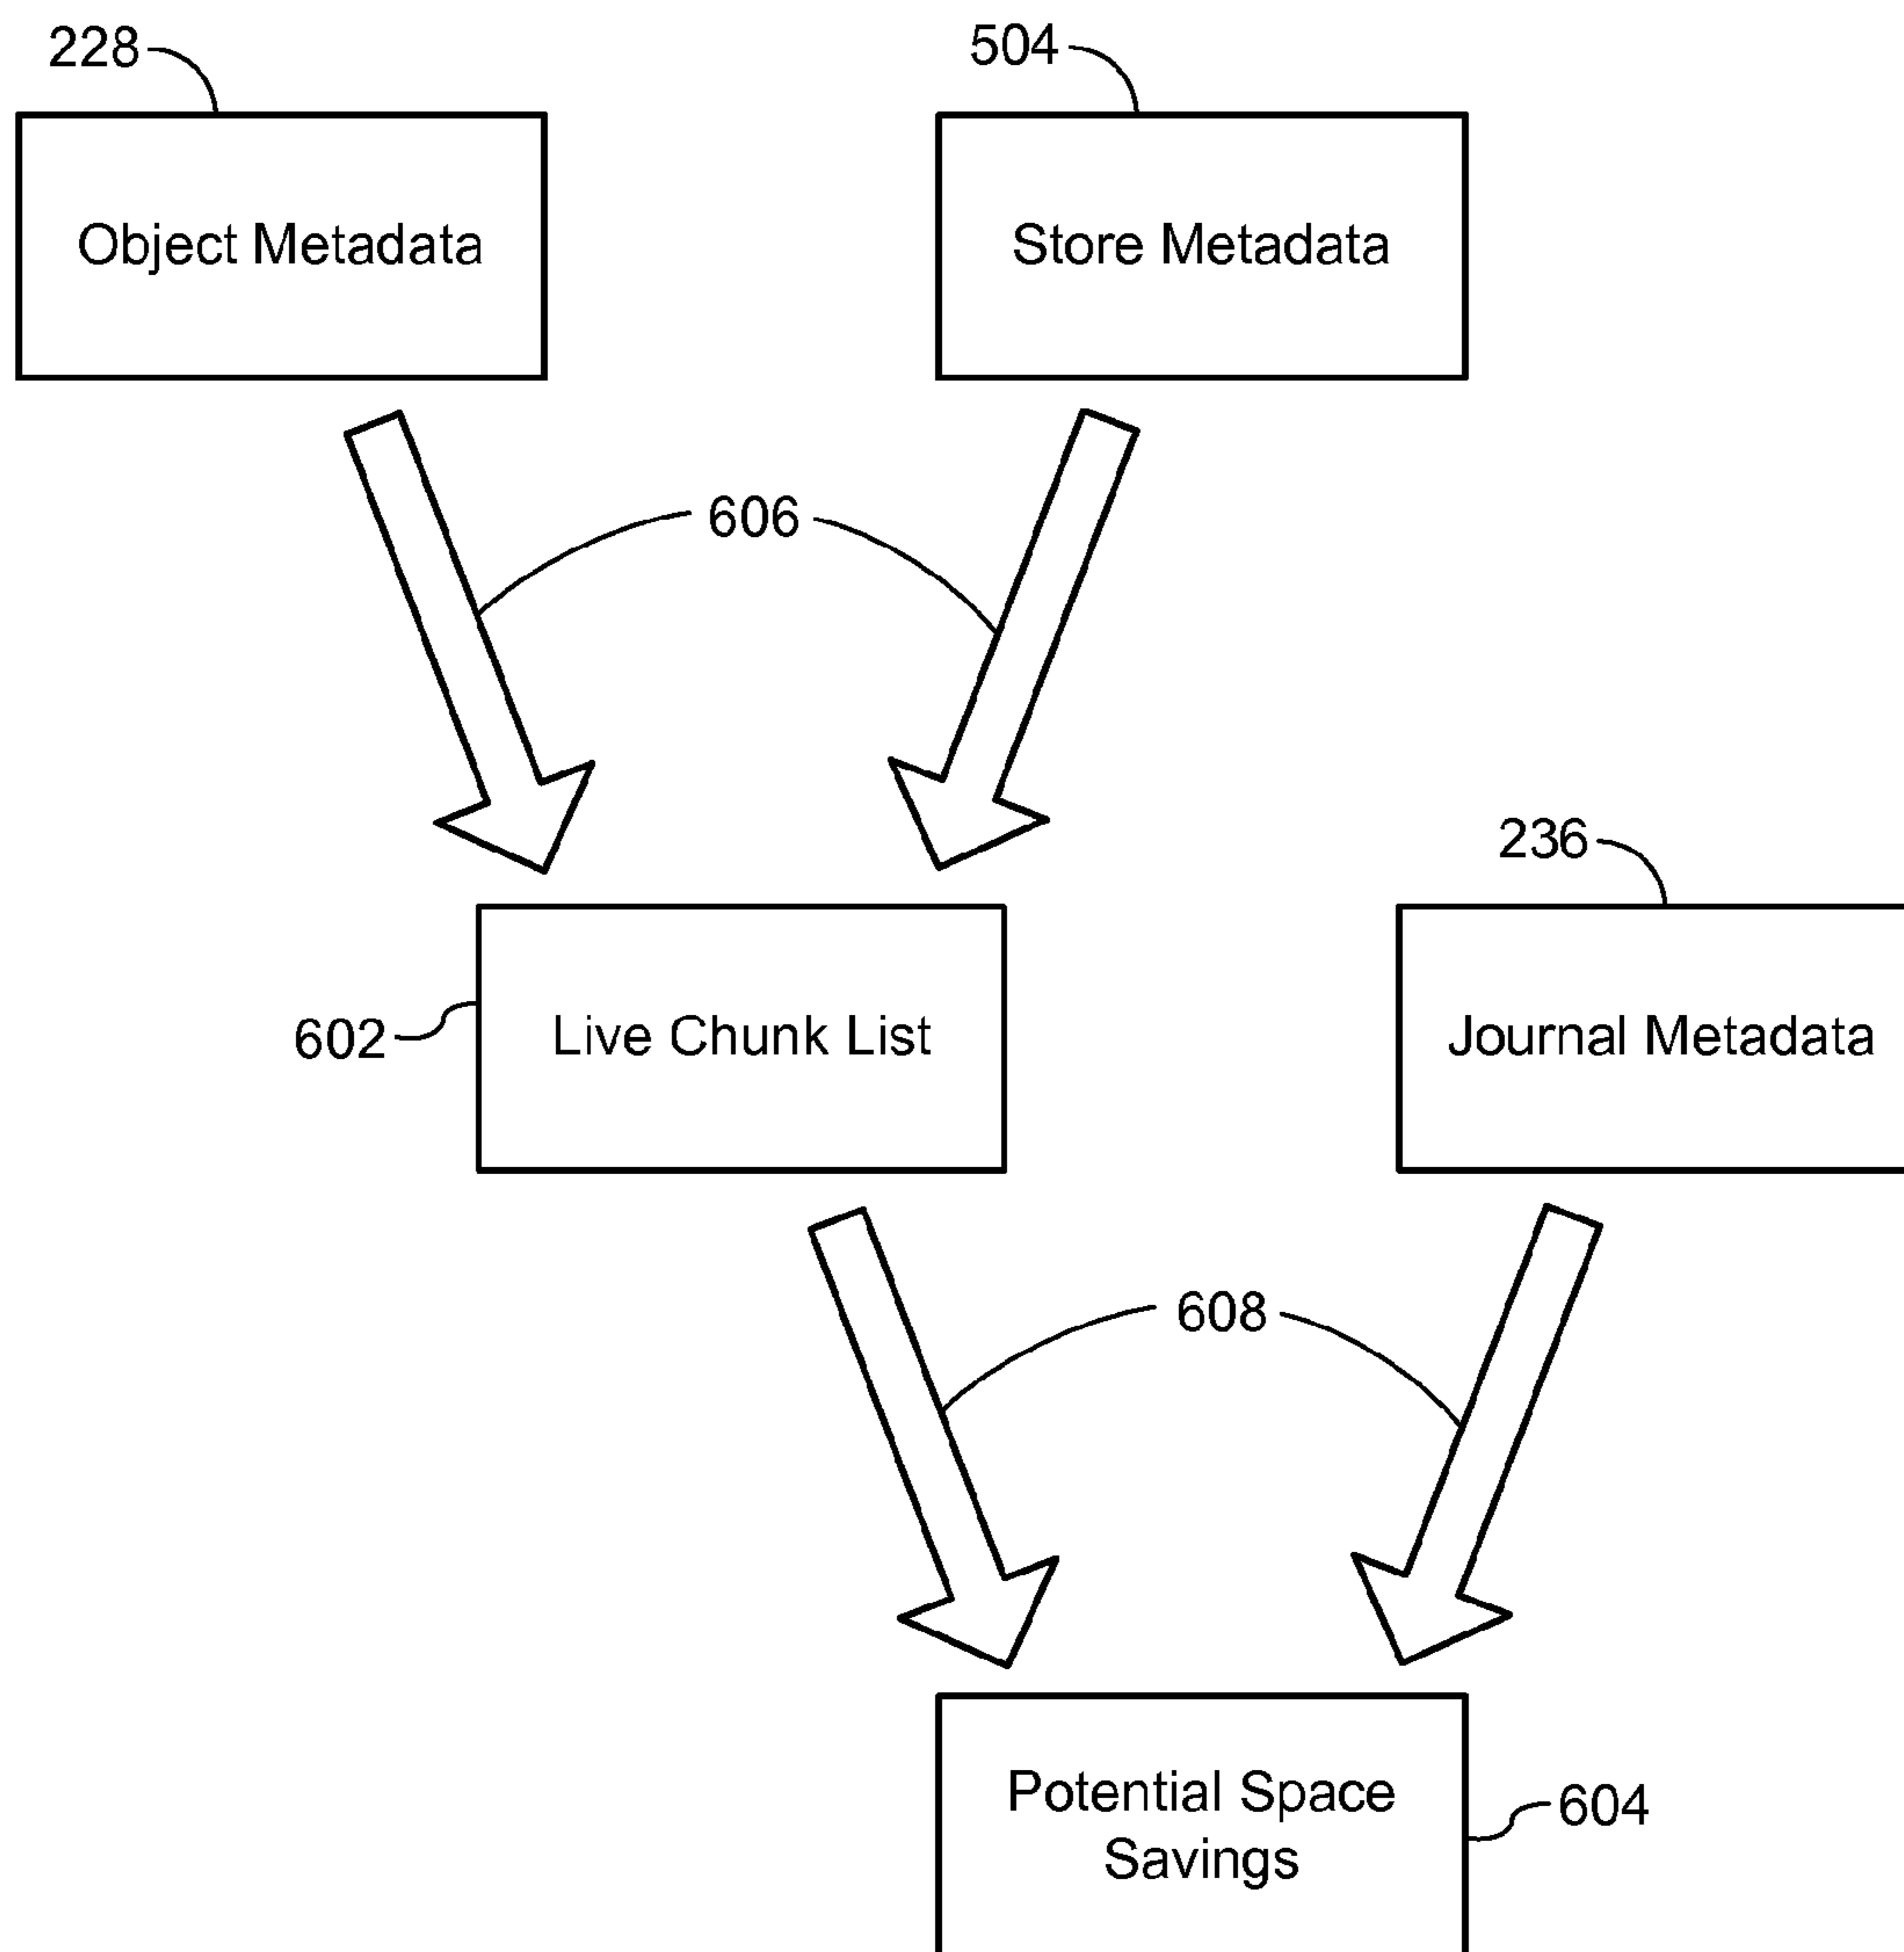 228
504
Object Metadata
Store Metadata
606
236
602
Live Chunk List
Journal Metadata
608
Potential Space
Savings
604